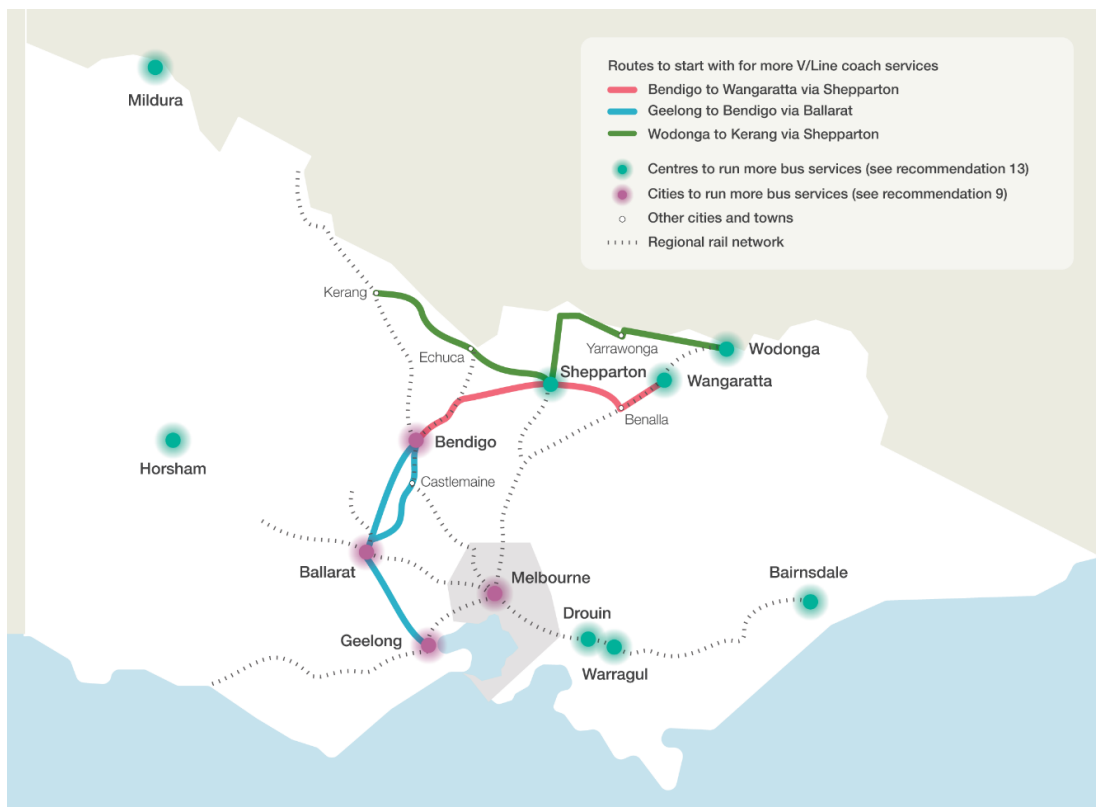 Routes to start with for more V/Line coach services
Bendigo to Wangaratta via Shepparton
Geelong to Bendigo via Ballarat
Wodonga to Kerang via Shepparton
Centres to run more bus services (see recommendation 13)
Cities to run more bus services (see recommendation 9)
Other cities and towns
Regional rail network
Mildura
Kerang
Echuca
Yarrawonga
Wodonga
Shepparton
Wangaratta
Benalla
Bendigo
Horsham
Castlemaine
Ballarat
Melbourne
Bairnsdale
Drouin
Geelong
Warragul